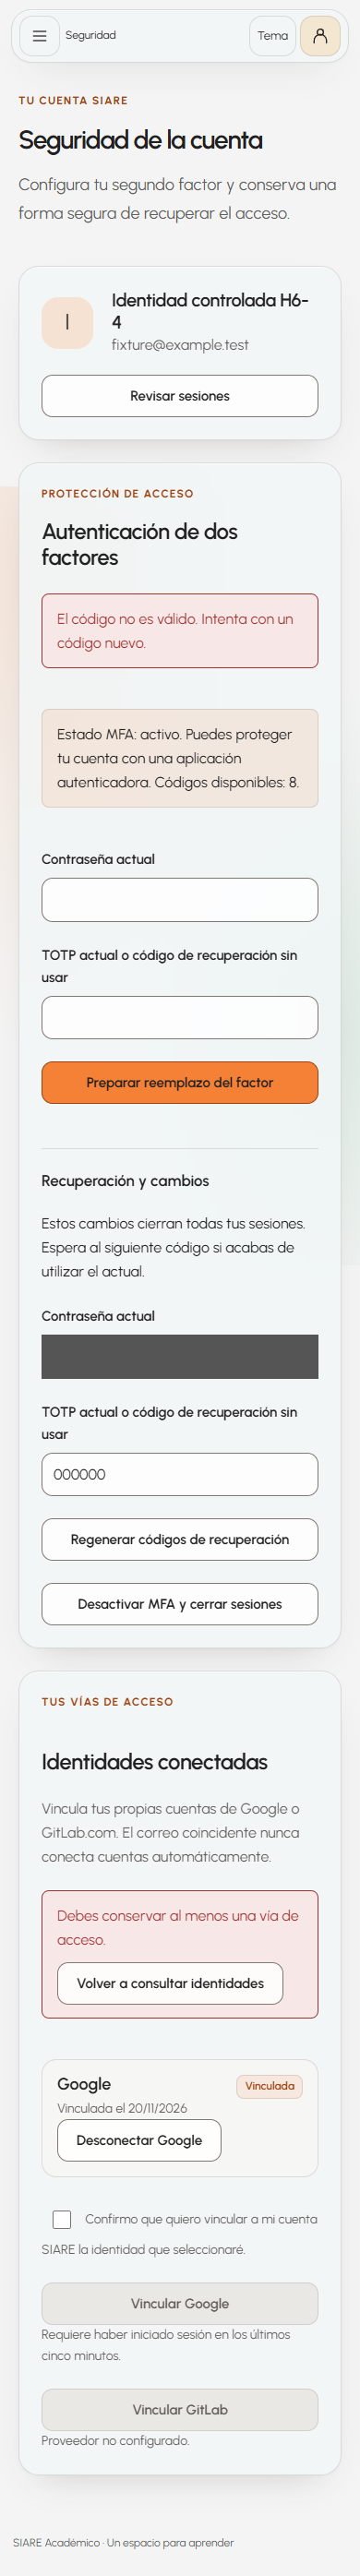 Seguridad
Tema
TU CUENTA SIARE
Seguridad de la cuenta
Configura tu segundo factor y conserva una
forma segura de recuperar el acceso.
I
Identidad controlada H6-
4
fixture@example.test
Revisar sesiones
PROTECCIÓN DE ACCESO
Autenticación de dos
factores
El código no es válido. Intenta con un
código nuevo.
Estado MFA: activo. Puedes proteger
tu cuenta con una aplicación
autenticadora. Códigos disponibles: 8.
Contraseña actual
TOTP actual o código de recuperación sin
usar
Preparar reemplazo del factor
Recuperación y cambios
Estos cambios cierran todas tus sesiones.
Espera al siguiente código si acabas de
utilizar el actual.
Contraseña actual
TOTP actual o código de recuperación sin
usar
000000
Regenerar códigos de recuperación
Desactivar MFA y cerrar sesiones
TUS VÍAS DE ACCESO
Identidades conectadas
Vincula tus propias cuentas de Google o
GitLab.com. El correo coincidente nunca
conecta cuentas automáticamente.
Debes conservar al menos una vía de
acceso.
Volver a consultar identidades
Google
Vinculada
Vinculada el 20/11/2026
Desconectar Google
Confirmo que quiero vincular a mi cuenta
SIARE la identidad que seleccionaré.
Vincular Google
Requiere haber iniciado sesión en los últimos
cinco minutos.
Vincular GitLab
Proveedor no configurado.
SIARE Académico · Un espacio para aprender